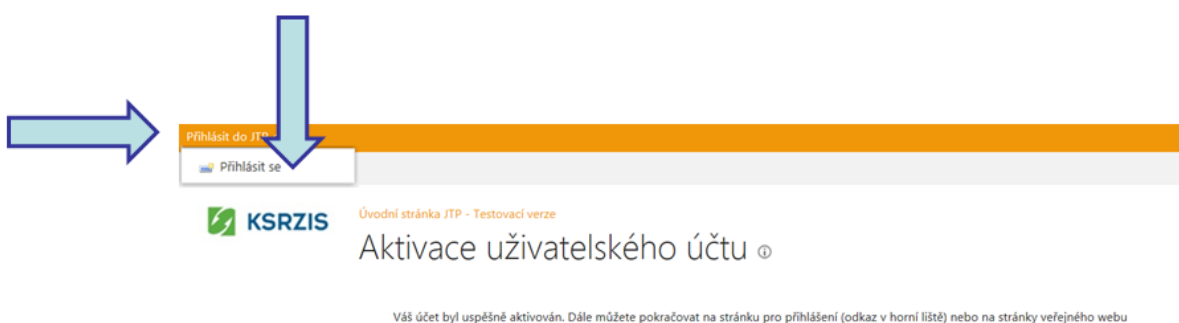 Přihlásit do JTP
Přihlásit se
KSRZIS
Úvodní stránka JTP - Testovací verze
Aktivace uživatelského účtu
Váš účet byl uspěšně aktivován. Dále můžete pokračovat na stránku pro přihlášení (odkaz v horní liště) nebo na stránky veřejného webu